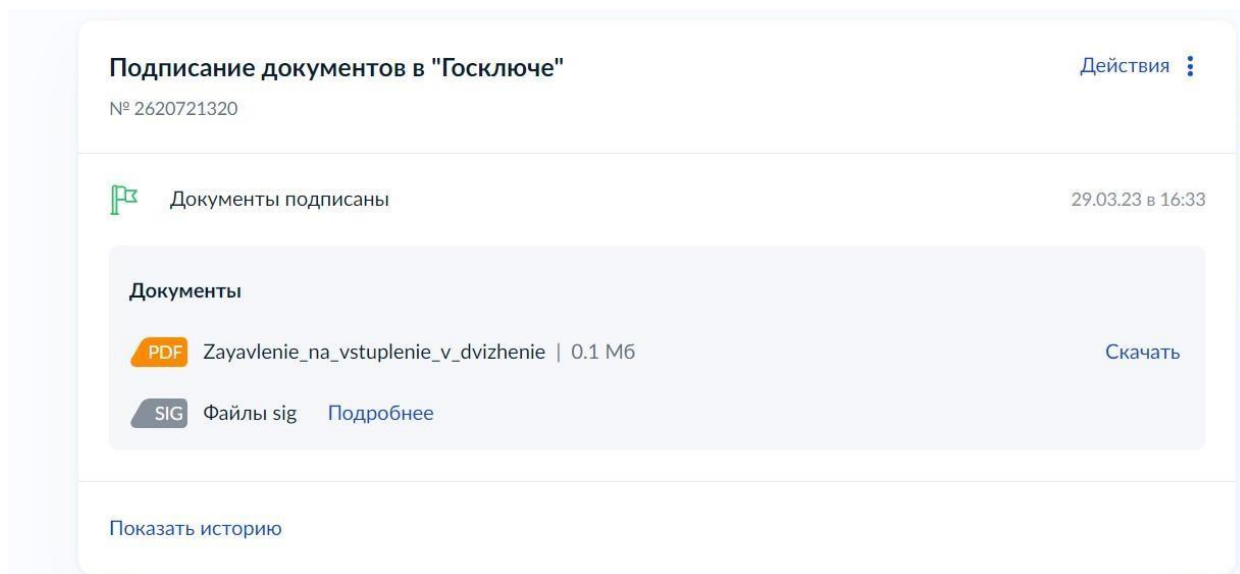 Подписание документов в "Госключе"
Действия
№ 2620721320
Документы подписаны
29.03.23 в 16:33
Документы
PDF Zayavlenie_na_vstuplenie_v_dvizhenie | 0.1 Мб
Скачать
SIG Файлы sig Подробнее
Показать историю